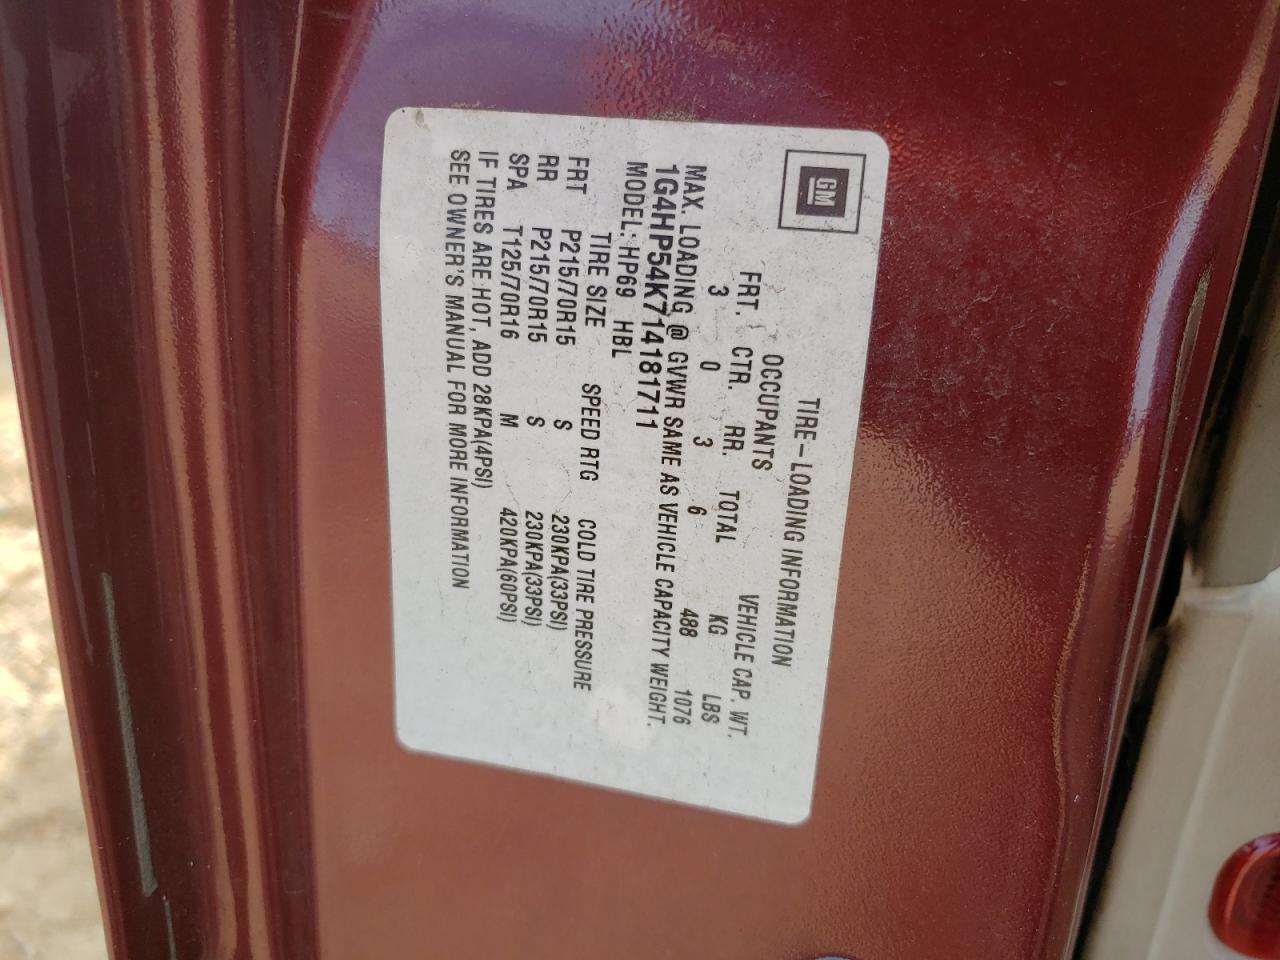 GM
TIRE-LOADING INFORMATION
OCCUPANTS VEHICLE CAP. WT.
FRT. CTR. RR. TOTAL KG LBS
3 0 3 6 488 1076
MAX. LOADING @ GVWR SAME AS VEHICLE CAPACITY WEIGHT.
1G4HP54K714181711
MODEL: HP69 HBL
TIRE SIZE SPEED RTG COLD TIRE PRESSURE
FRT P215/70R15 S 230KPA(33PSI)
RR P215/70R15 S 230KPA(33PSI)
SPA T125/70R16 M 420KPA(60PSI)
IF TIRES ARE HOT, ADD 28KPA(4PSI)
SEE OWNER'S MANUAL FOR MORE INFORMATION